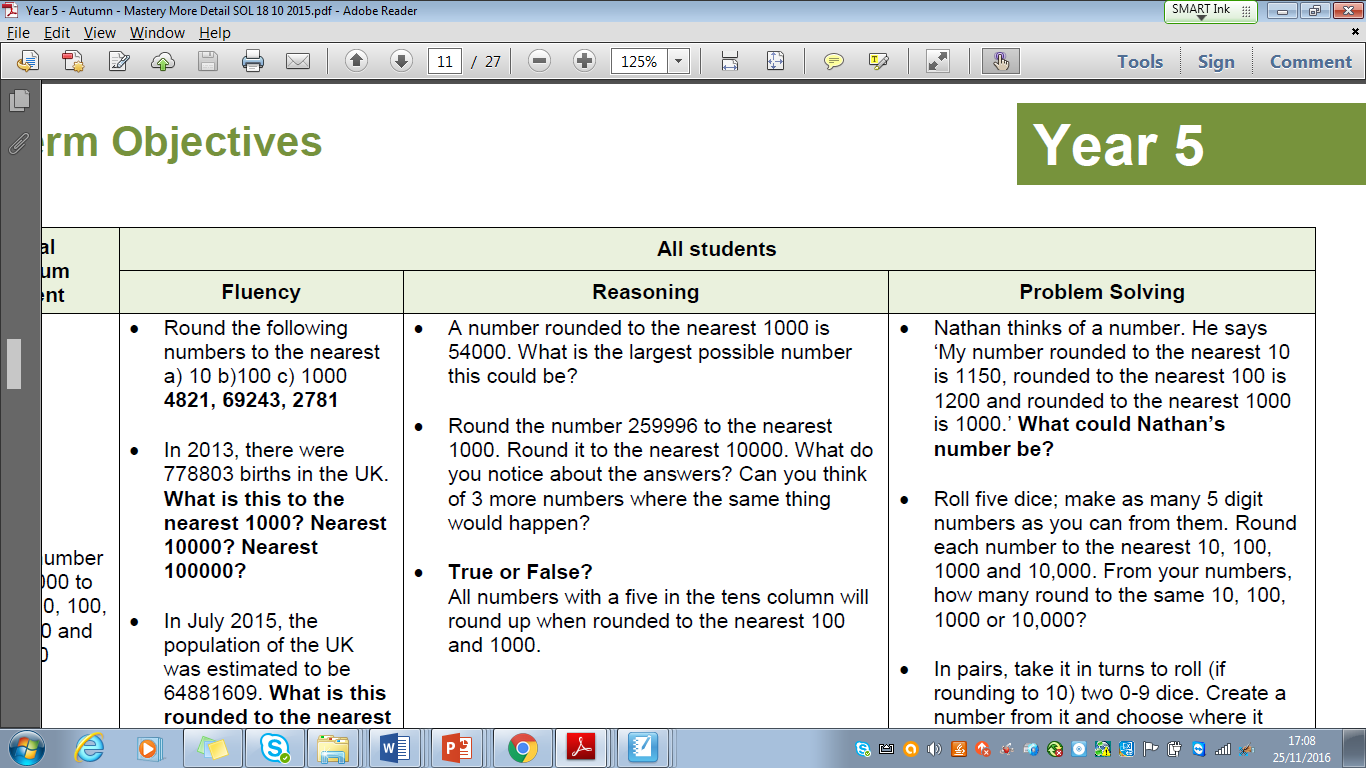 Year 5 - Autumn - Mastery More Detail SOL 18 10 2015.pdf - Adobe Reader
SMART Ink
File Edit View Window Help
11 / 27
125%
Tools
Sign
Comment
erm Objectives
Year 5
al
um
ent
All students
Fluency
Reasoning
Problem Solving
umber
000 to
0, 100,
0 and
0
• Round the following
numbers to the nearest
a) 10 b)100 c) 1000
4821, 69243, 2781
• In 2013, there were
778803 births in the UK.
What is this to the
nearest 1000? Nearest
10000? Nearest
100000?
• In July 2015, the
population of the UK
was estimated to be
64881609. What is this
rounded to the nearest
• A number rounded to the nearest 1000 is
54000. What is the largest possible number
this could be?
• Round the number 259996 to the nearest
1000. Round it to the nearest 10000. What do
you notice about the answers? Can you think
of 3 more numbers where the same thing
would happen?
• True or False?
All numbers with a five in the tens column will
round up when rounded to the nearest 100
and 1000.
• Nathan thinks of a number. He says
‘My number rounded to the nearest 10
is 1150, rounded to the nearest 100 is
1200 and rounded to the nearest 1000
is 1000.’ What could Nathan’s
number be?
• Roll five dice; make as many 5 digit
numbers as you can from them. Round
each number to the nearest 10, 100,
1000 and 10,000. From your numbers,
how many round to the same 10, 100,
1000 or 10,000?
• In pairs, take it in turns to roll (if
rounding to 10) two 0-9 dice. Create a
number from it and choose where it
17:08
25/11/2016